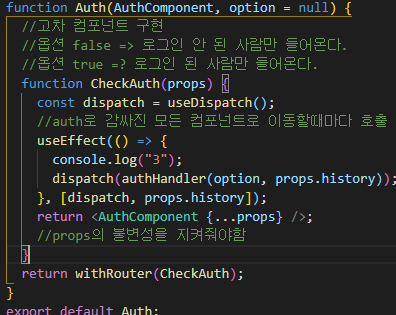 function Auth(AuthComponent, option = null) {
//고차 컴포넌트 구현
//옵션 false => 로그인 안 된 사람만 들어온다.
//옵션 true =? 로그인 된 사람만 들어온다.
function CheckAuth(props) {
const dispatch = useDispatch();
//auth로 감싸진 모든 컴포넌트로 이동할때마다 호출
useEffect(() => {
console.log("3");
dispatch(authHandler(option, props.history));
}, [dispatch, props.history]);
return <AuthComponent {...props} />;
//props의 불변성을 지켜줘야함
}
return withRouter(CheckAuth);
}
export default Auth;